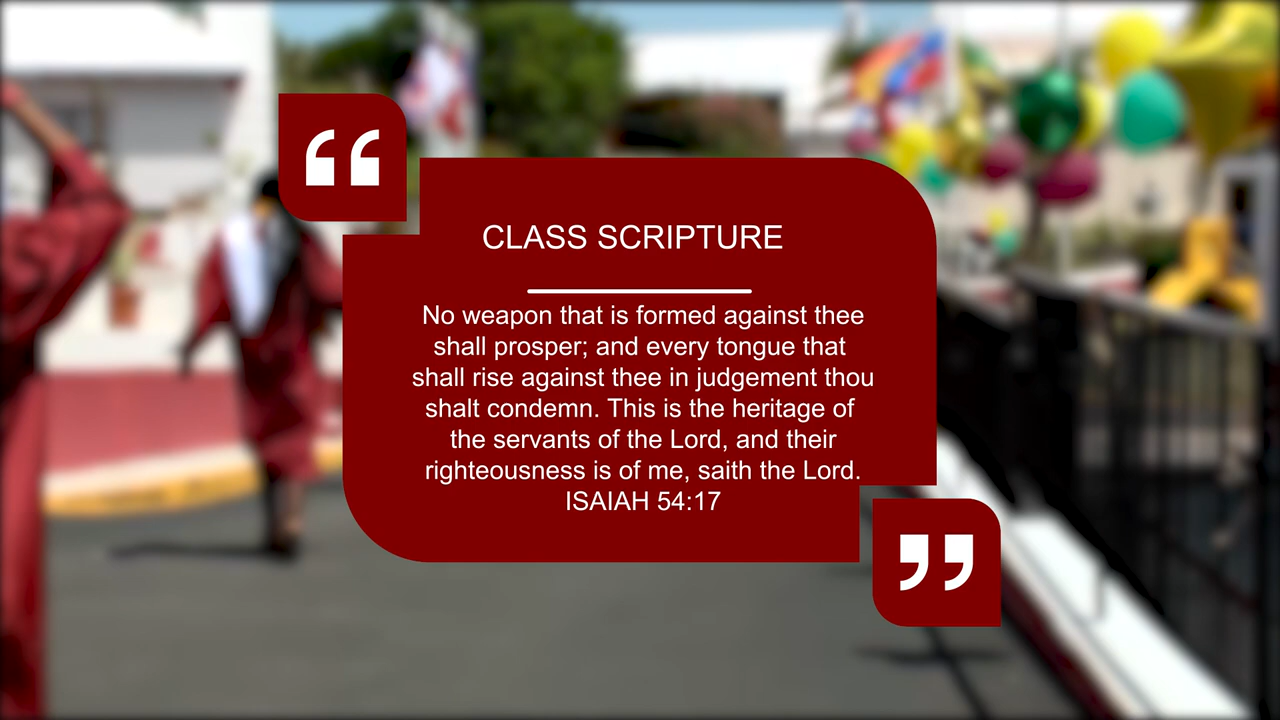 “
CLASS SCRIPTURE
No weapon that is formed against thee
shall prosper; and every tongue that
shall rise against thee in judgement thou
shalt condemn. This is the heritage of
the servants of the Lord, and their
righteousness is of me, saith the Lord.
ISAIAH 54:17
”